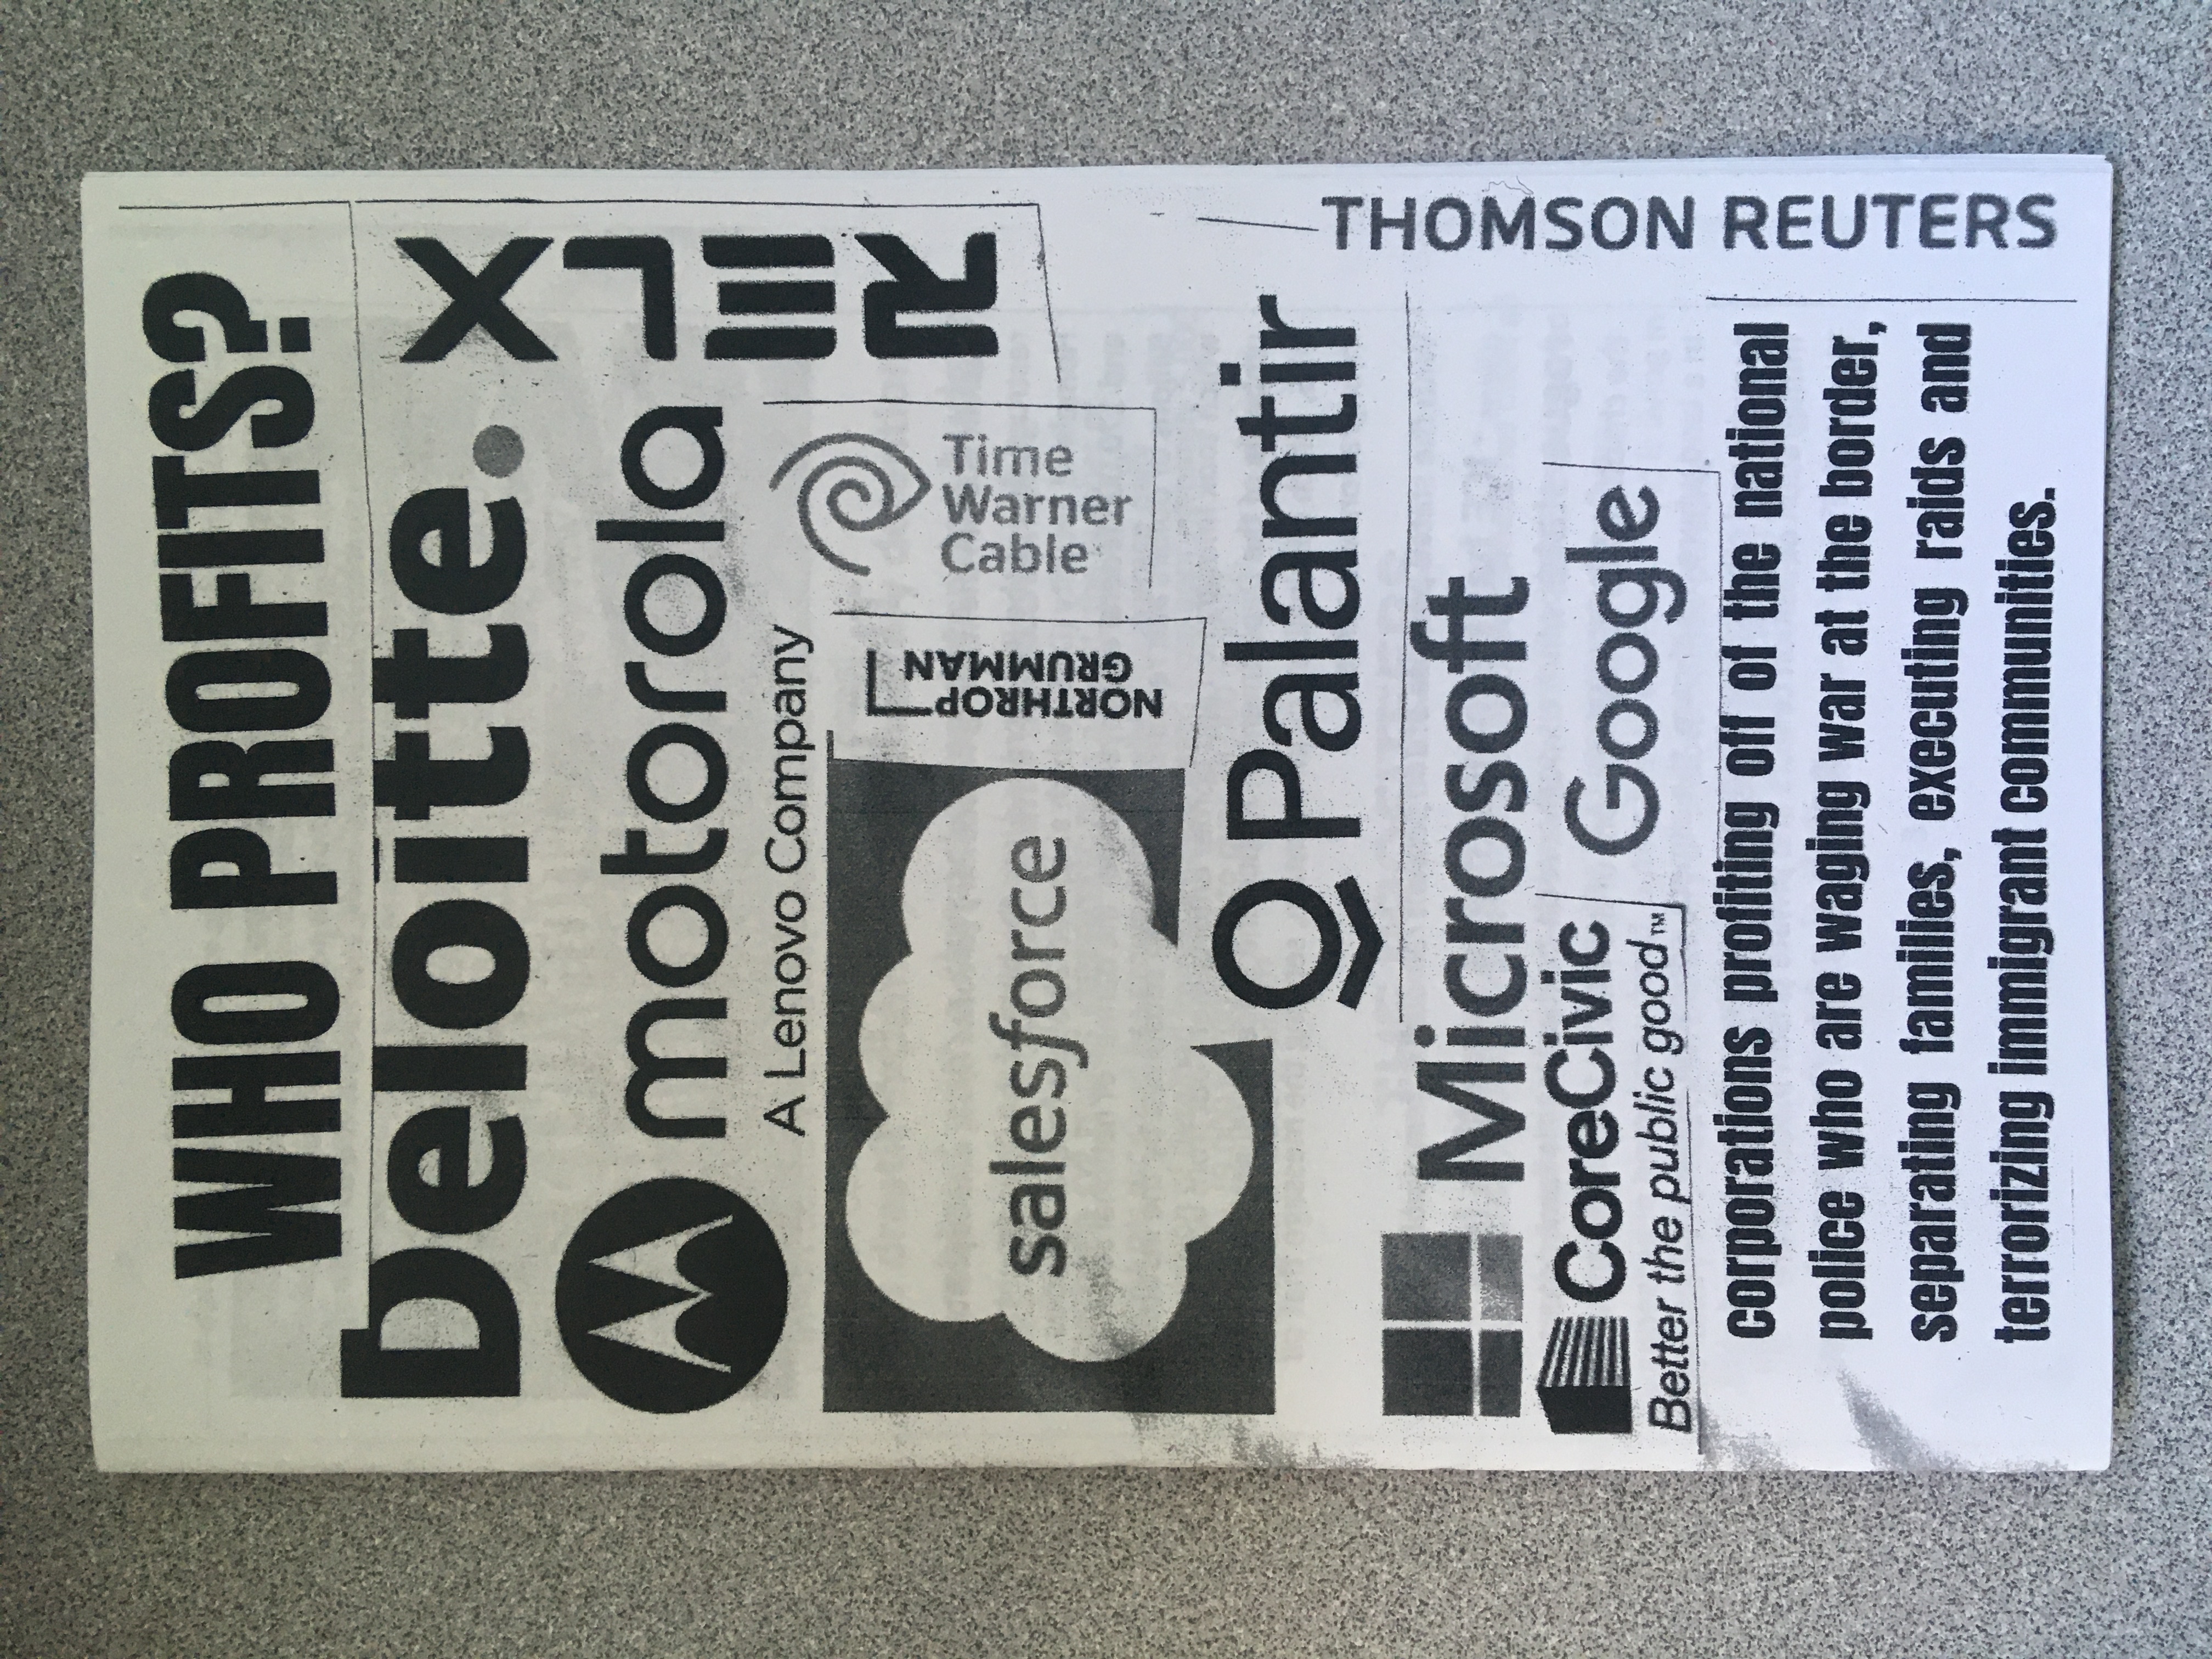 WHO PROFITS?
Deloitte.
RELX
motorola
A Lenovo Company
Time
Warner
Cable
NORTHROP
GRUMMAN
salesforce
Palantir
THOMSON REUTERS
Microsoft
Google
CoreCivic
Better the public good™
corporations profiting off of the national
police who are waging war at the border,
separating families, executing raids and
terrorizing immigrant communities.